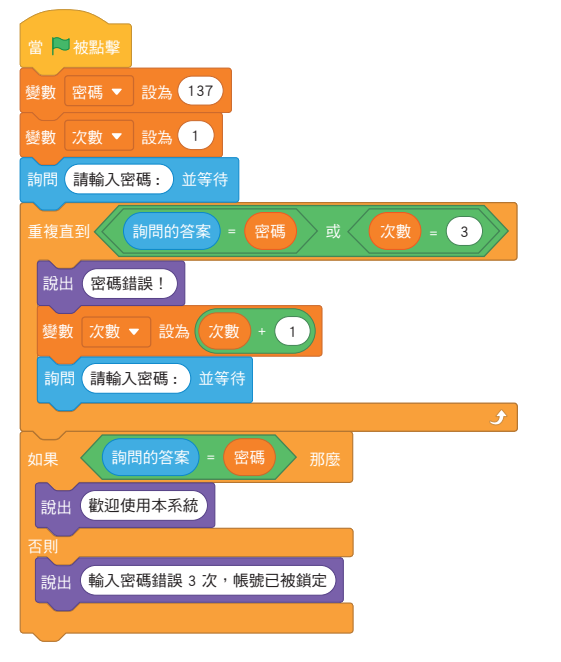 當 被點擊
變數 密碼 設為 137
變數 次數 設為 1
詢問 請輸入密碼： 並等待
重複直到 詢問的答案 = 密碼 或 次數 = 3
說出 密碼錯誤！
變數 次數 設為 次數 + 1
詢問 請輸入密碼： 並等待
如果 詢問的答案 = 密碼 那麼
說出 歡迎使用本系統
否則
說出 輸入密碼錯誤 3 次，帳號已被鎖定